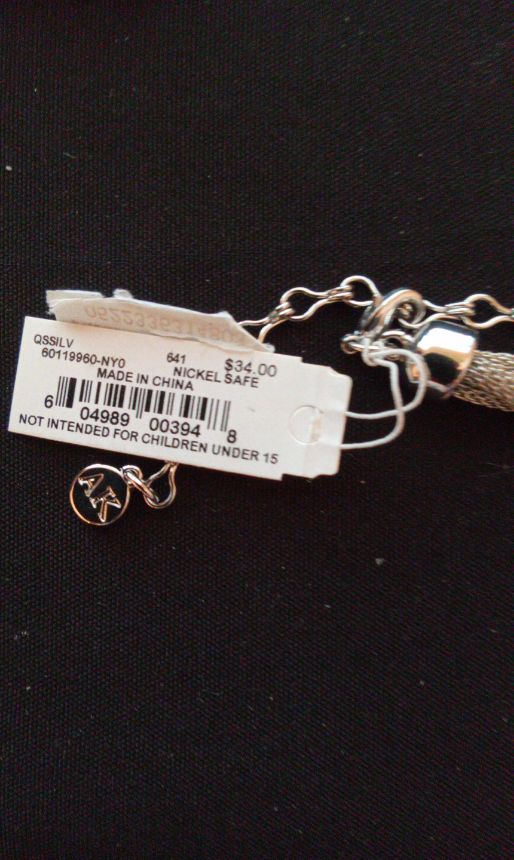 QSSILV
60119960-NY0 641 $34.00
NICKEL SAFE
MADE IN CHINA
6 04989 00394 8
NOT INTENDED FOR CHILDREN UNDER 15
AK